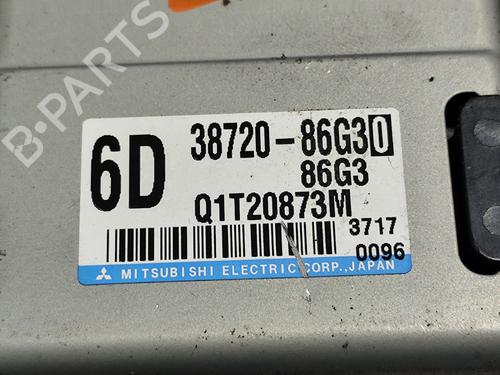 6D
38720-86G30
86G3
Q1T20873M
3717
0096
MITSUBISHI ELECTRIC CORP., JAPAN
B-PARTS